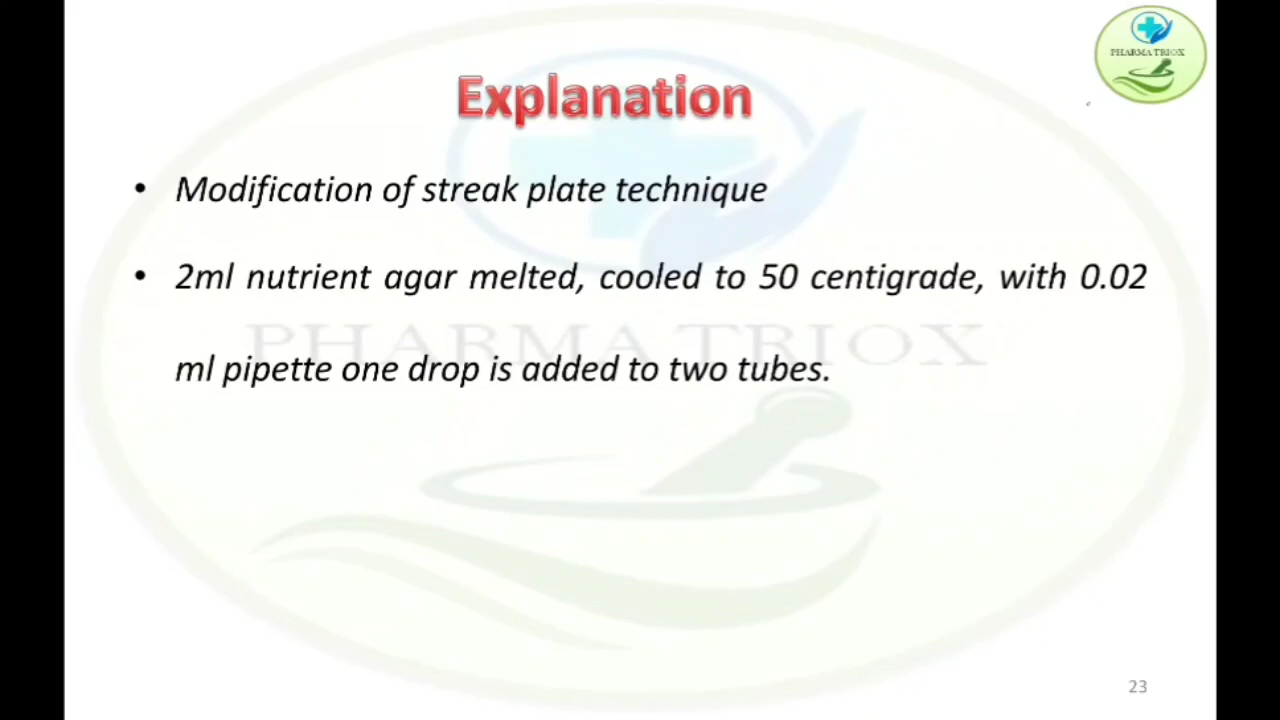 PHARMA TRIOX
Explanation
• Modification of streak plate technique
• 2ml nutrient agar melted, cooled to 50 centigrade, with 0.02
ml pipette one drop is added to two tubes.
PHARMA TRIOX
23